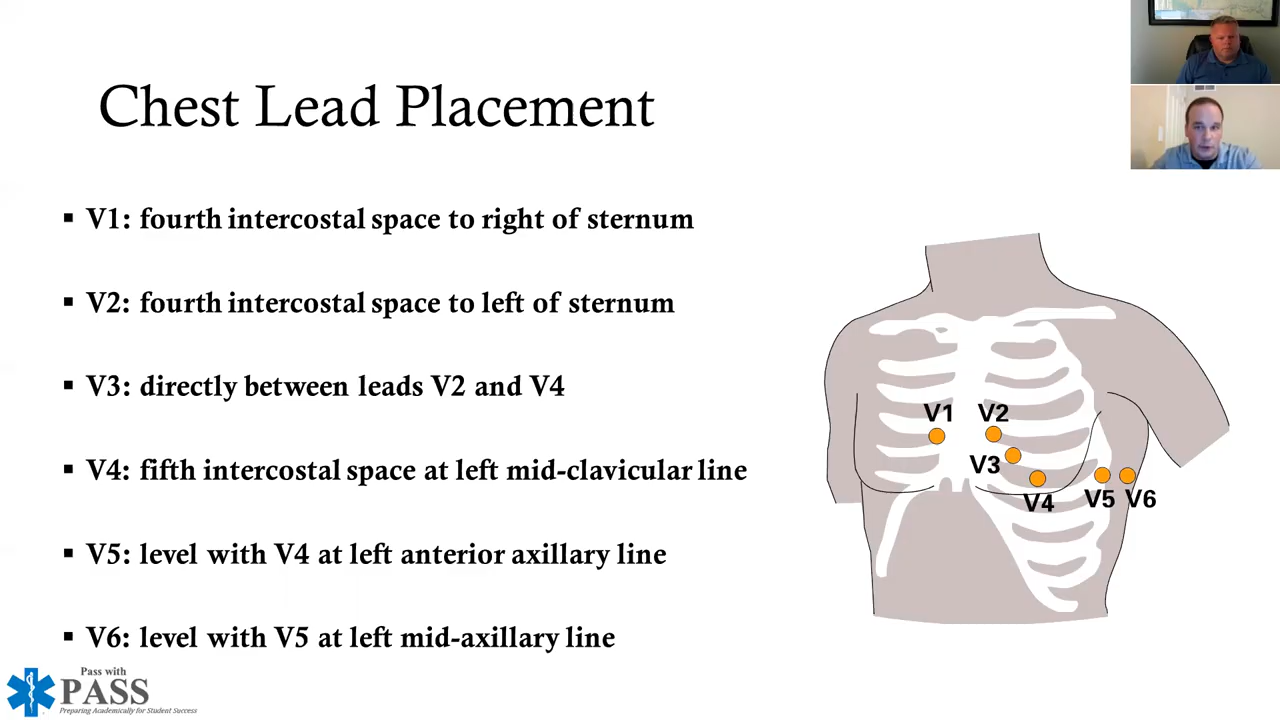 Chest Lead Placement
▪ V1: fourth intercostal space to right of sternum
▪ V2: fourth intercostal space to left of sternum
▪ V3: directly between leads V2 and V4
▪ V4: fifth intercostal space at left mid-clavicular line
▪ V5: level with V4 at left anterior axillary line
▪ V6: level with V5 at left mid-axillary line
V1 V2
V3
V4 V5 V6
Pass with
PASS
Preparing Academically for Student Success